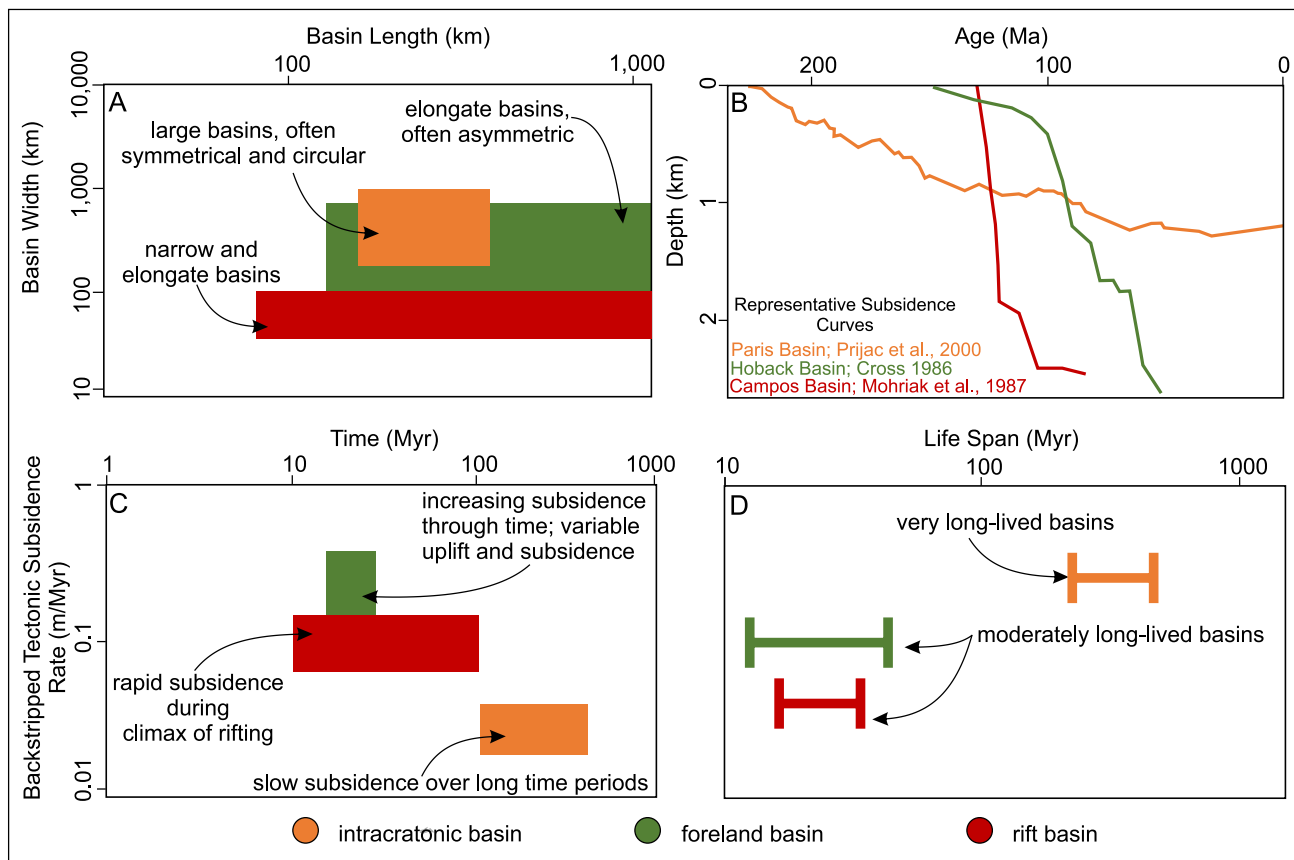 Basin Length (km)
100
1,000
Basin Width (km)
10,000
1,000
100
10
A
large basins, often
symmetrical and circular
elongate basins,
often asymmetric
narrow and
elongate basins
Age (Ma)
200
100
0
Depth (km)
0
1
2
B
Representative Subsidence
Curves
Paris Basin; Prijac et al., 2000
Hoback Basin; Cross 1986
Campos Basin; Mohriak et al., 1987
Time (Myr)
1
10
100
1000
Backstripped Tectonic Subsidence
Rate (m/Myr)
1
0.1
0.01
C
increasing subsidence
through time; variable
uplift and subsidence
rapid subsidence
during
climax of rifting
slow subsidence over long time periods
Life Span (Myr)
10
100
1000
D
very long-lived basins
moderately long-lived basins
intracratonic basin
foreland basin
rift basin